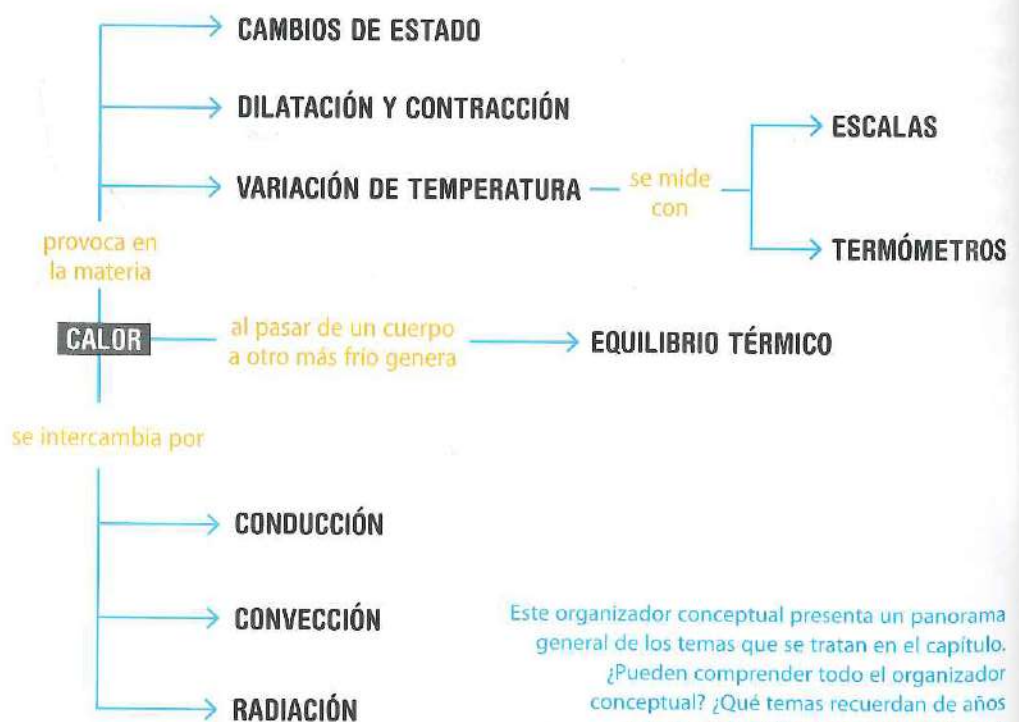 CAMBIOS DE ESTADO
DILATACIÓN Y CONTRACCIÓN
VARIACIÓN DE TEMPERATURA
se mide
con
ESCALAS
TERMÓMETROS
provoca en
la materia
CALOR
al pasar de un cuerpo
a otro más frío genera
EQUILIBRIO TÉRMICO
se intercambia por
CONDUCCIÓN
CONVECCIÓN
RADIACIÓN
Este organizador conceptual presenta un panorama
general de los temas que se tratan en el capítulo.
¿Pueden comprender todo el organizador
conceptual? ¿Qué temas recuerdan de años